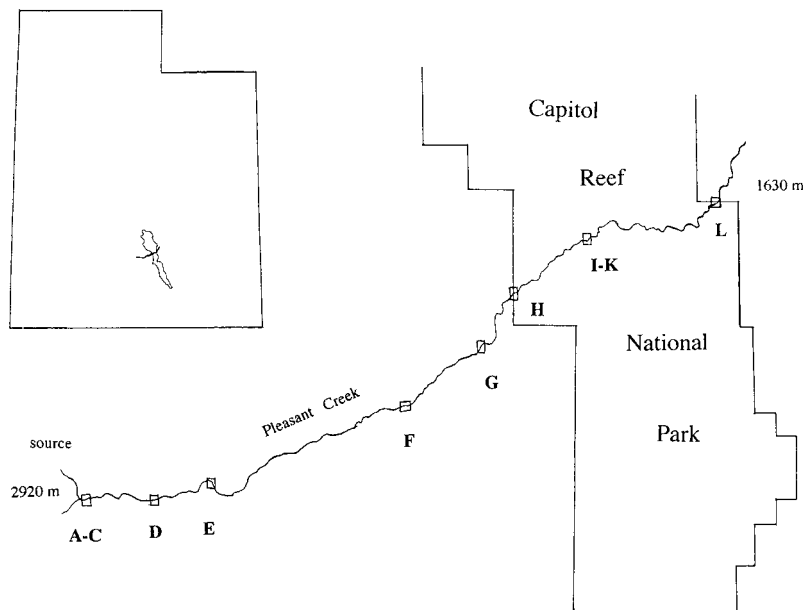 Capitol
Reef
1630 m
L
I-K
H
National
G
Pleasant Creek
F
Park
source
2920 m
E
A-C
D